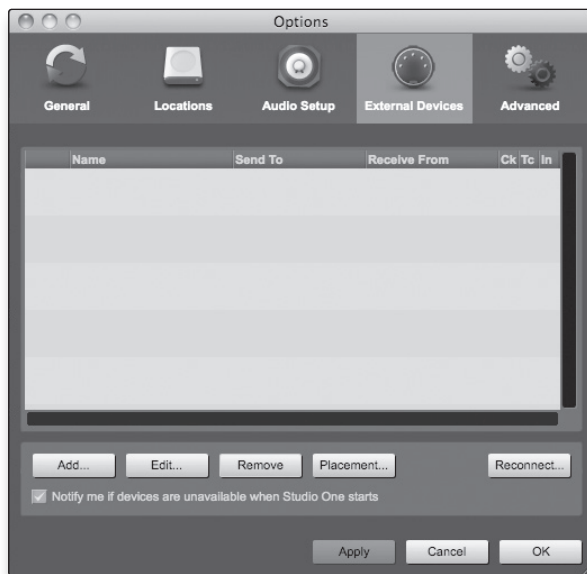 Options
General Locations Audio Setup External Devices Advanced
Name Send To Receive From Ck Tc In
Add... Edit... Remove Placement... Reconnect...
Notify me if devices are unavailable when Studio One starts
Apply Cancel OK